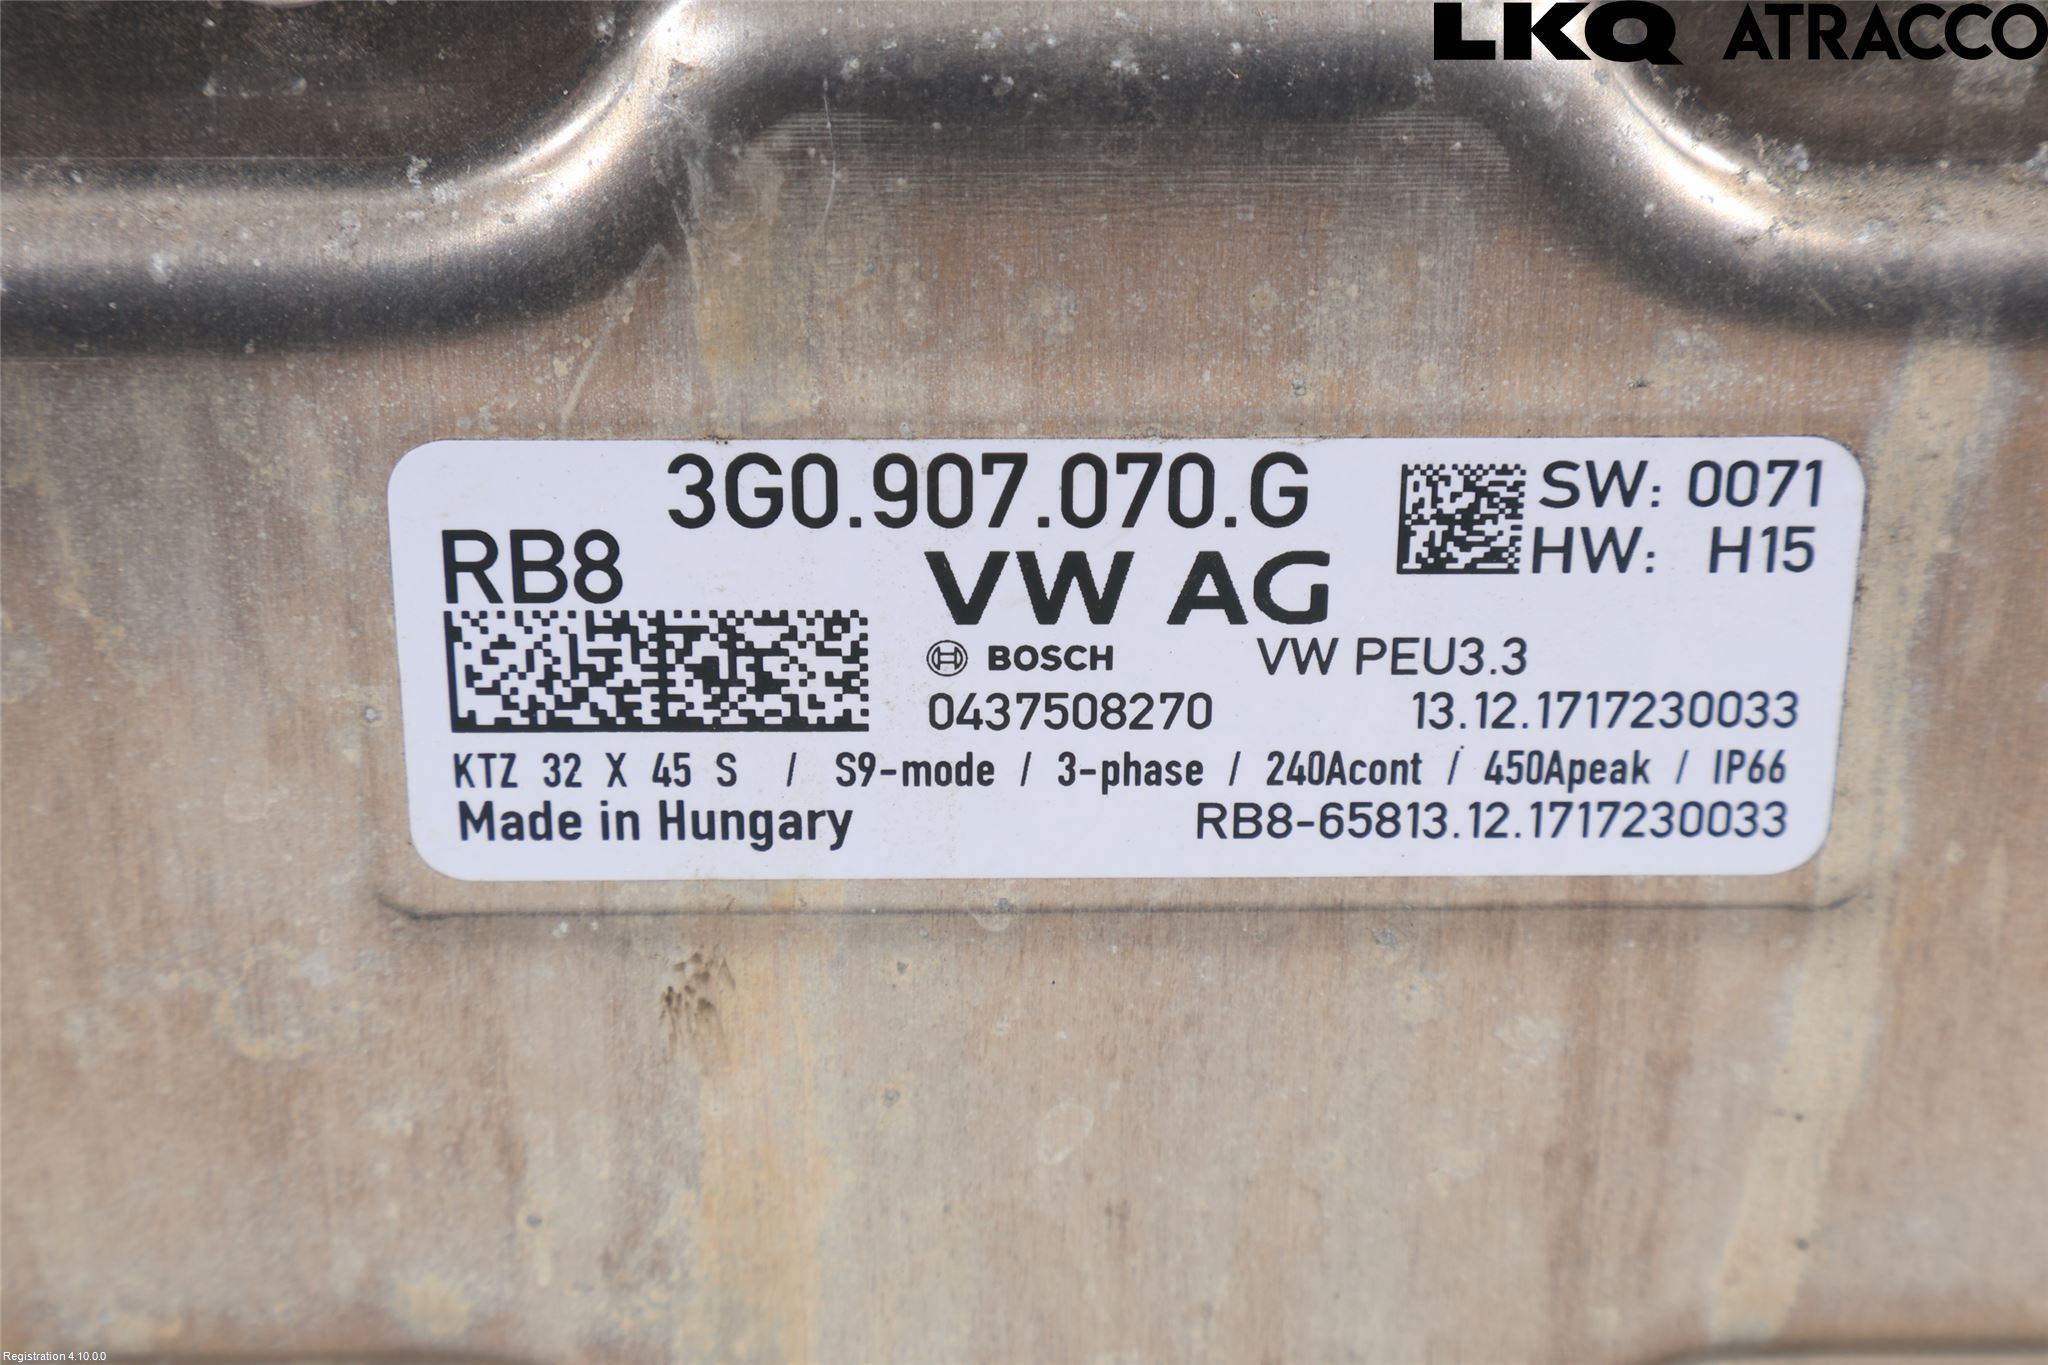 LKQ ATRACCO
3G0.907.070.G
SW: 0071
HW: H15
RB8
VW AG
BOSCH
VW PEU3.3
0437508270
13.12.1717230033
KTZ 32 X 45 S / S9-mode / 3-phase / 240Acont / 450Apeak / IP66
Made in Hungary
RB8-65813.12.1717230033
Registration 4.10.0.0